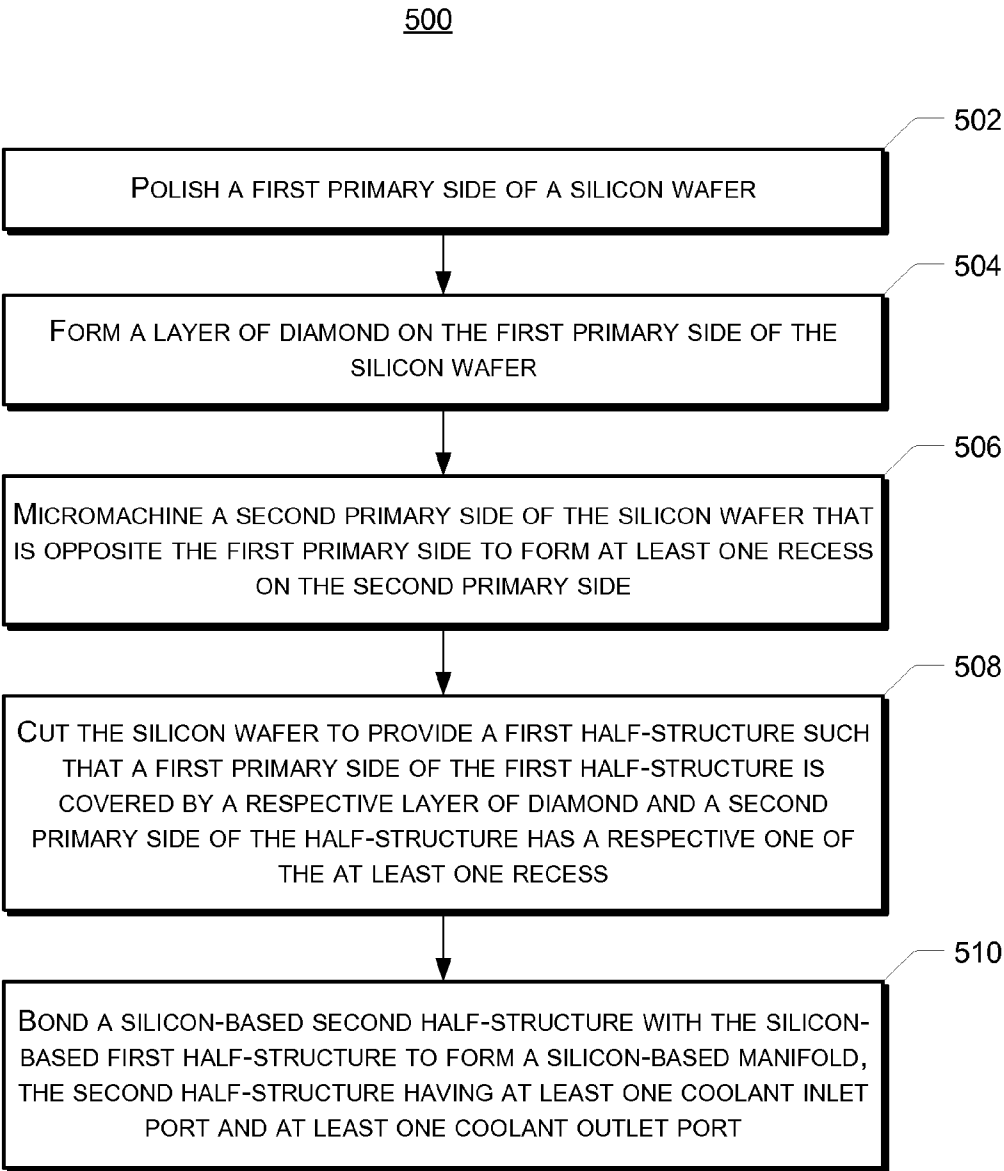 500
502
POLISH A FIRST PRIMARY SIDE OF A SILICON WAFER
504
FORM A LAYER OF DIAMOND ON THE FIRST PRIMARY SIDE OF THE
SILICON WAFER
506
MICROMACHINE A SECOND PRIMARY SIDE OF THE SILICON WAFER THAT
IS OPPOSITE THE FIRST PRIMARY SIDE TO FORM AT LEAST ONE RECESS
ON THE SECOND PRIMARY SIDE
508
CUT THE SILICON WAFER TO PROVIDE A FIRST HALF-STRUCTURE SUCH
THAT A FIRST PRIMARY SIDE OF THE FIRST HALF-STRUCTURE IS
COVERED BY A RESPECTIVE LAYER OF DIAMOND AND A SECOND
PRIMARY SIDE OF THE HALF-STRUCTURE HAS A RESPECTIVE ONE OF
THE AT LEAST ONE RECESS
510
BOND A SILICON-BASED SECOND HALF-STRUCTURE WITH THE SILICON-
BASED FIRST HALF-STRUCTURE TO FORM A SILICON-BASED MANIFOLD,
THE SECOND HALF-STRUCTURE HAVING AT LEAST ONE COOLANT INLET
PORT AND AT LEAST ONE COOLANT OUTLET PORT